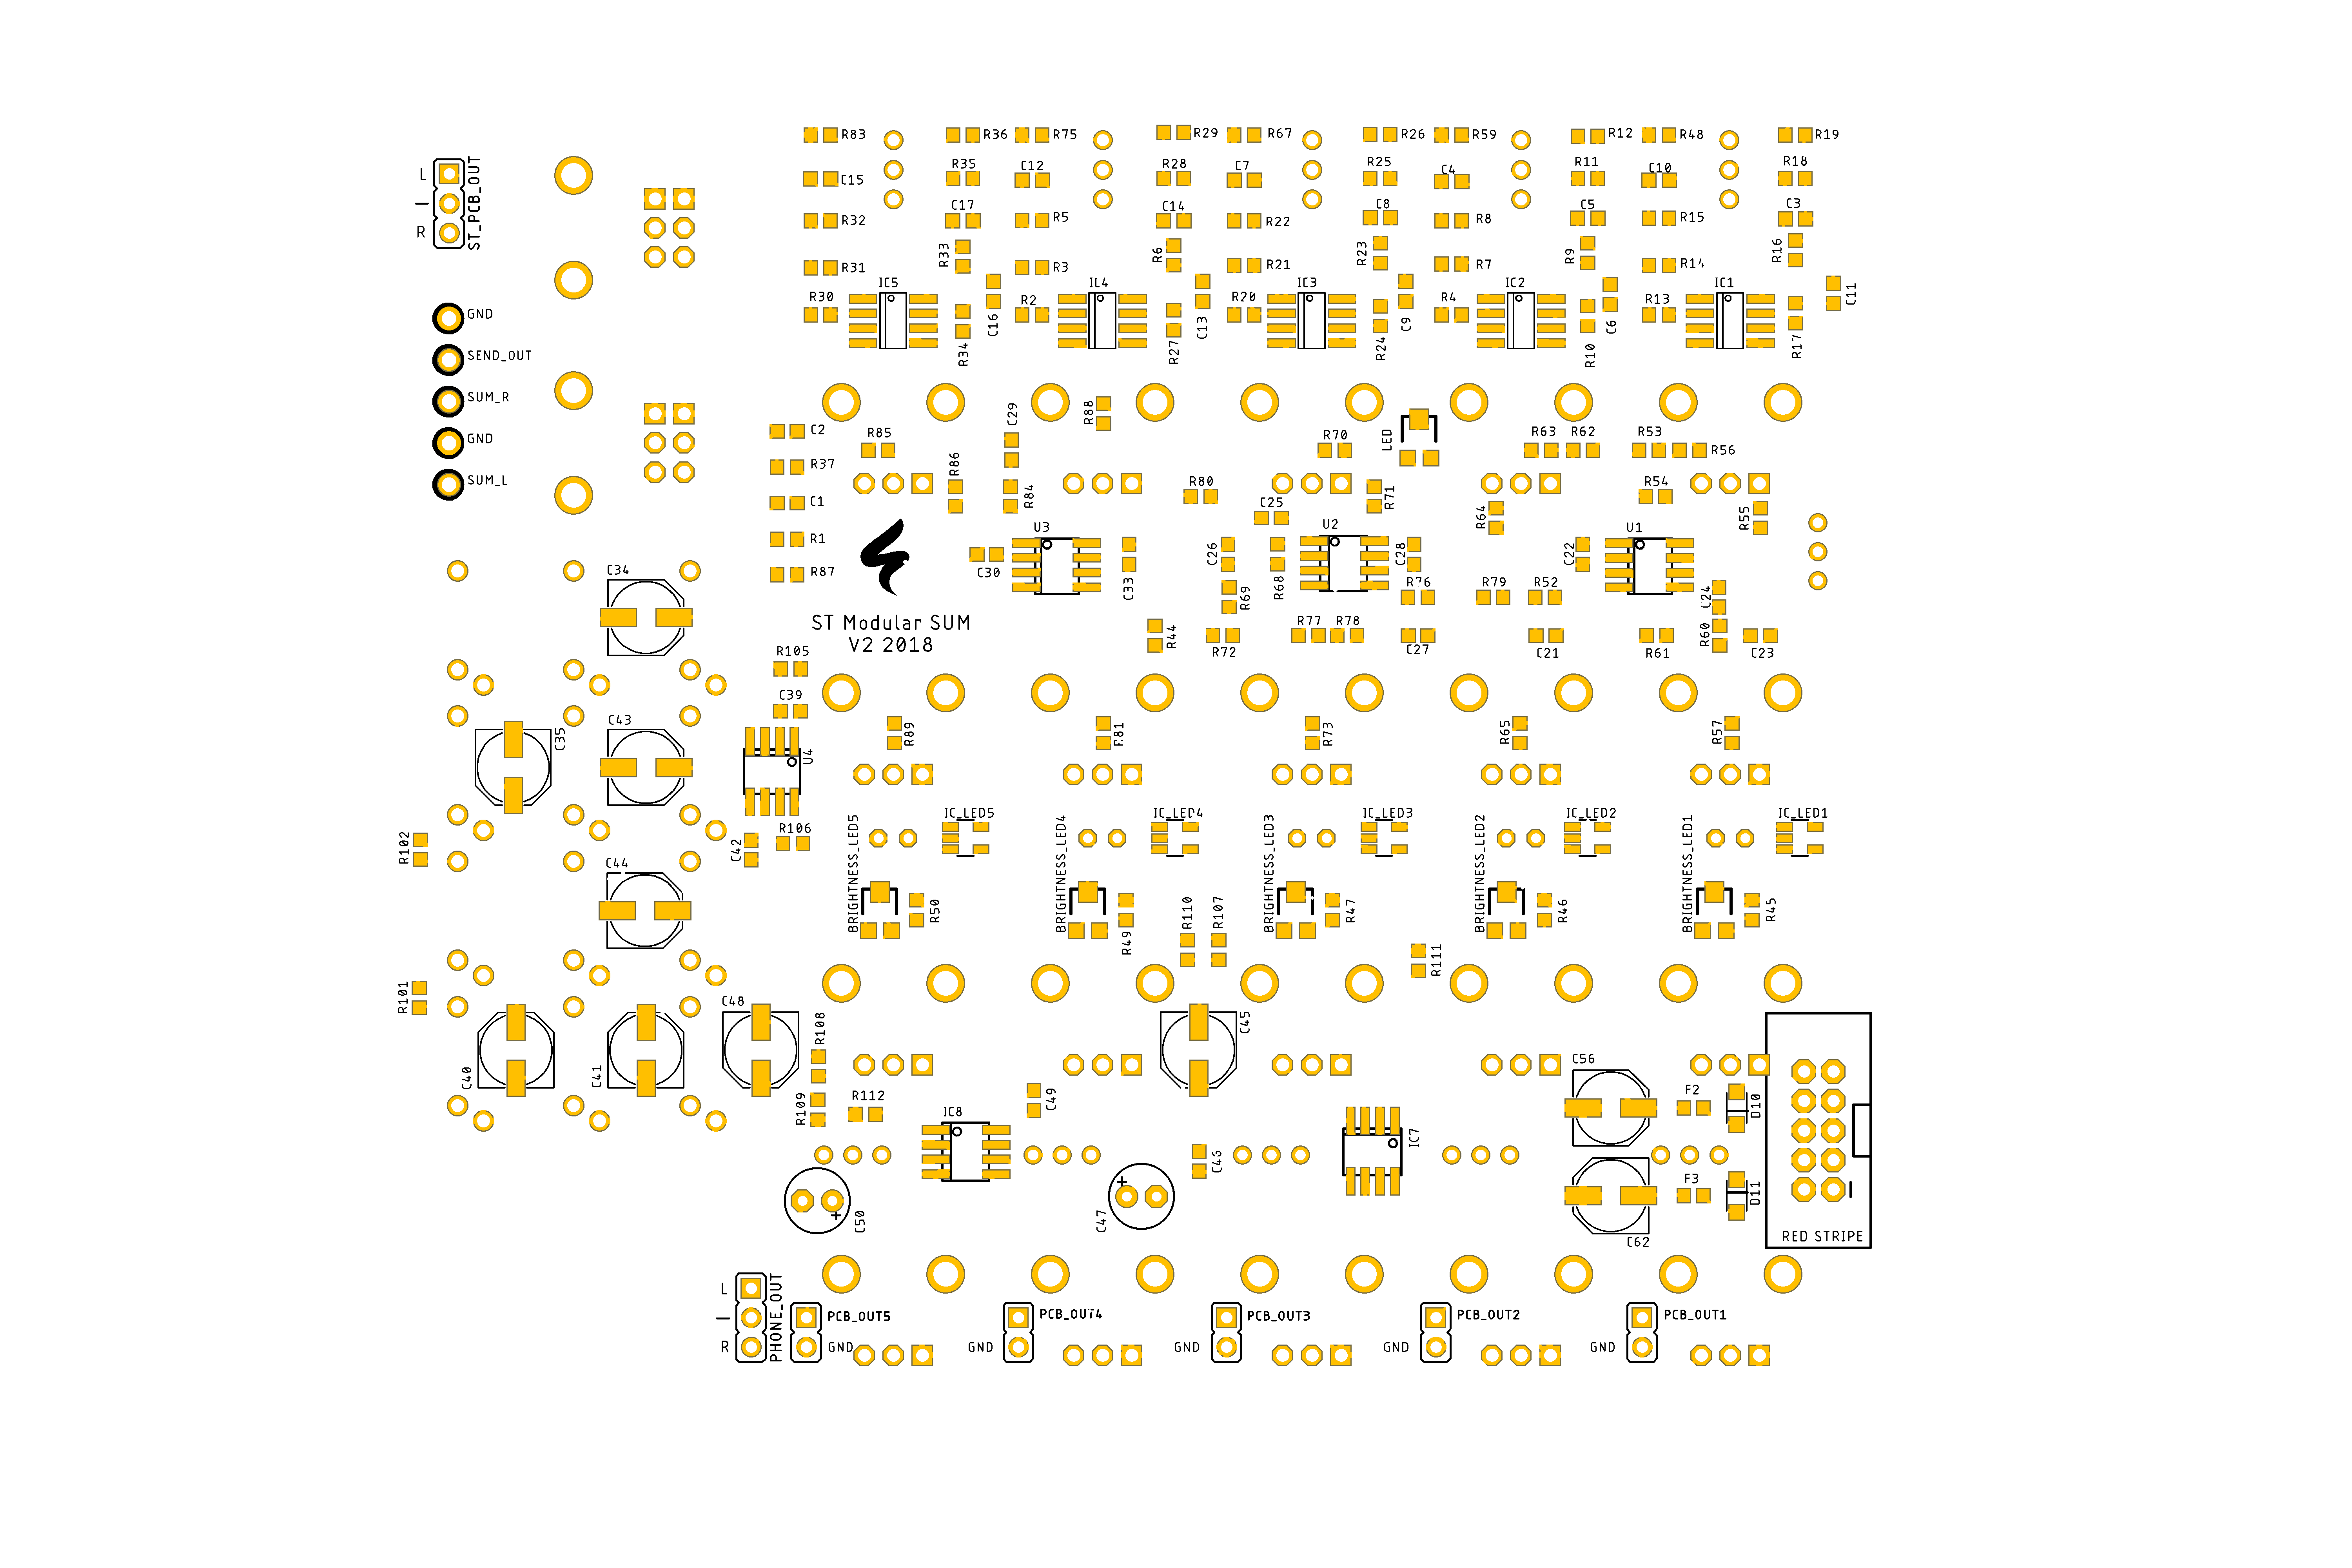 R83
R36
R75
R29
R67
R26
R59
R12
R48
R19
L
ST_PCB_OUT
R
C15
R35
C12
R28
C7
R25
C4
R11
C10
R18
R32
C17
R5
C14
R22
C8
R8
C5
R15
C3
R31
R33
R3
R6
R21
R23
R7
R9
R14
R16
R30
IC5
C16
R2
IL4
C13
R20
IC3
C9
R4
IC2
C6
R13
IC1
C11
R34
R27
R24
R10
R17
GND
SEND_OUT
SUM_R
GND
SUM_L
C2
R85
C29
R88
R70
LED
R63
R62
R53
R56
R37
R86
R84
R80
R71
R54
C1
C25
R64
R55
R1
U3
U2
U1
R87
C30
C33
C26
R68
C28
C22
C34
R69
R76
R79
R52
C24
ST Modular SUM
V2 2018
R44
R72
R77
R78
C27
C21
R61
R60
C23
R105
C39
C35
C43
U4
R89
R81
R73
R65
R57
R102
C42
R106
BRIGHTNESS_LED5
IC_LED5
BRIGHTNESS_LED4
IC_LED4
BRIGHTNESS_LED3
IC_LED3
BRIGHTNESS_LED2
IC_LED2
BRIGHTNESS_LED1
IC_LED1
C44
R50
R49
R110
R107
R47
R46
R45
R111
R101
C48
R108
C45
C40
C41
R109
R112
C49
C56
F2
D10
IC8
C46
IC7
C50
C47
F3
D11
C62
RED STRIPE
L
PHONE_OUT
R
PCB_OUT5
GND
PCB_OUT4
GND
PCB_OUT3
GND
PCB_OUT2
GND
PCB_OUT1
GND